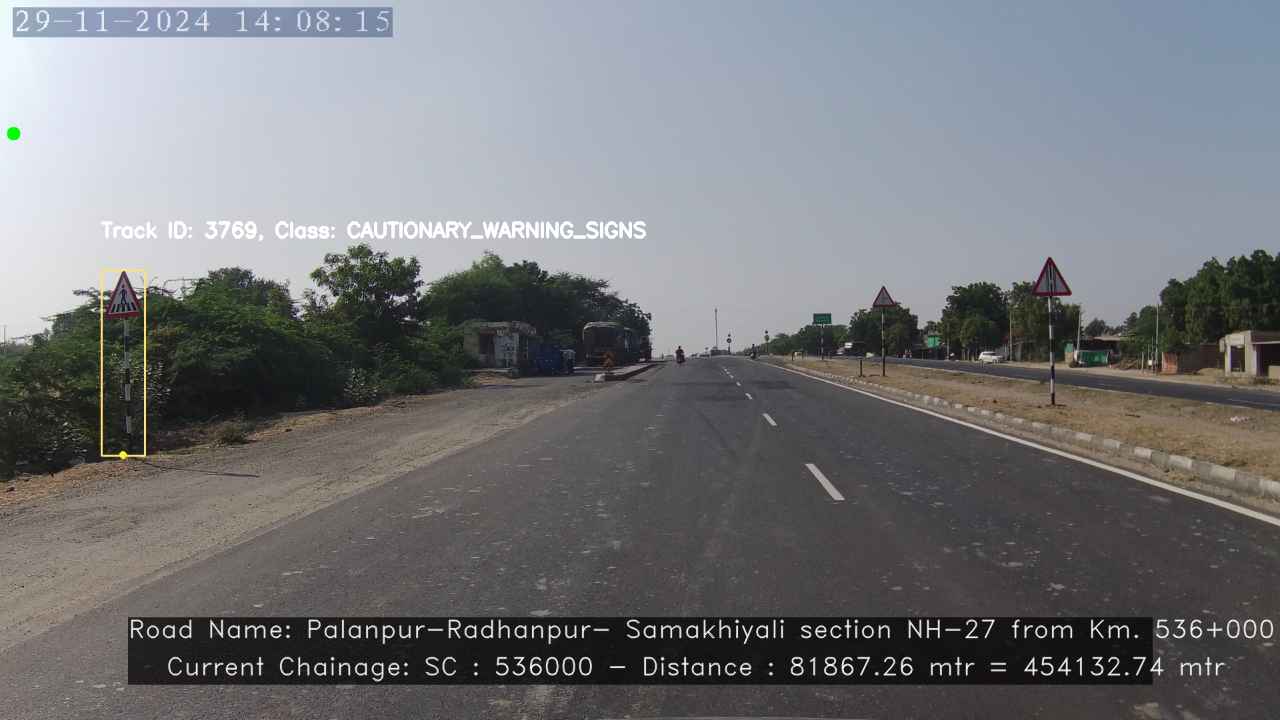 29-11-2024 14:08:15
Track ID: 3769, Class: CAUTIONARY_WARNING_SIGNS
Road Name: Palanpur-Radhanpur- Samakhiyali section NH-27 from Km. 536+000
Current Chainage: SC : 536000 - Distance : 81867.26 mtr = 454132.74 mtr